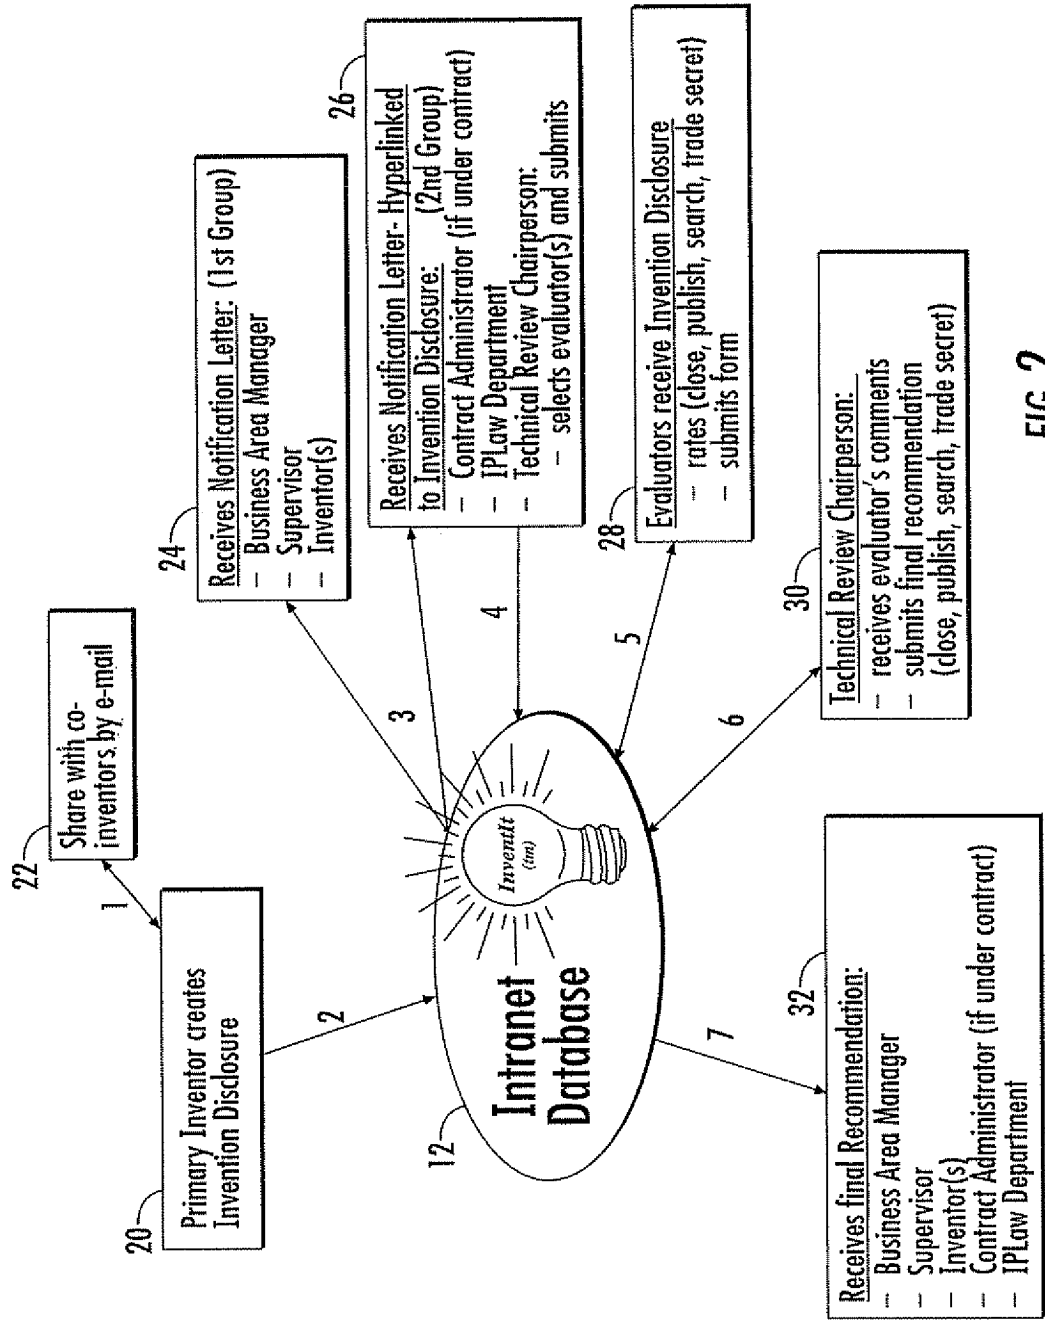 20
Primary Inventor creates
Invention Disclosure
22
Share with co-
inventors by e-mail
1
2
24
Receives Notification Letter: (1st Group)
– Business Area Manager
– Supervisor
– Inventor(s)
3
26
Receives Notification Letter- Hyperlinked
to Invention Disclosure: (2nd Group)
– Contract Administrator (if under contract)
– IPLaw Department
– Technical Review Chairperson:
– selects evaluator(s) and submits
4
12
Intranet
Database
InventIt
(tm)
28
Evaluators receive Invention Disclosure
– rates (close, publish, search, trade secret)
– submits form
5
30
Technical Review Chairperson:
– receives evaluator's comments
– submits final recommendation
(close, publish, search, trade secret)
6
7
32
Receives final Recommendation:
– Business Area Manager
– Supervisor
– Inventor(s)
– Contract Administrator (if under contract)
– IPLaw Department
FIG. 2